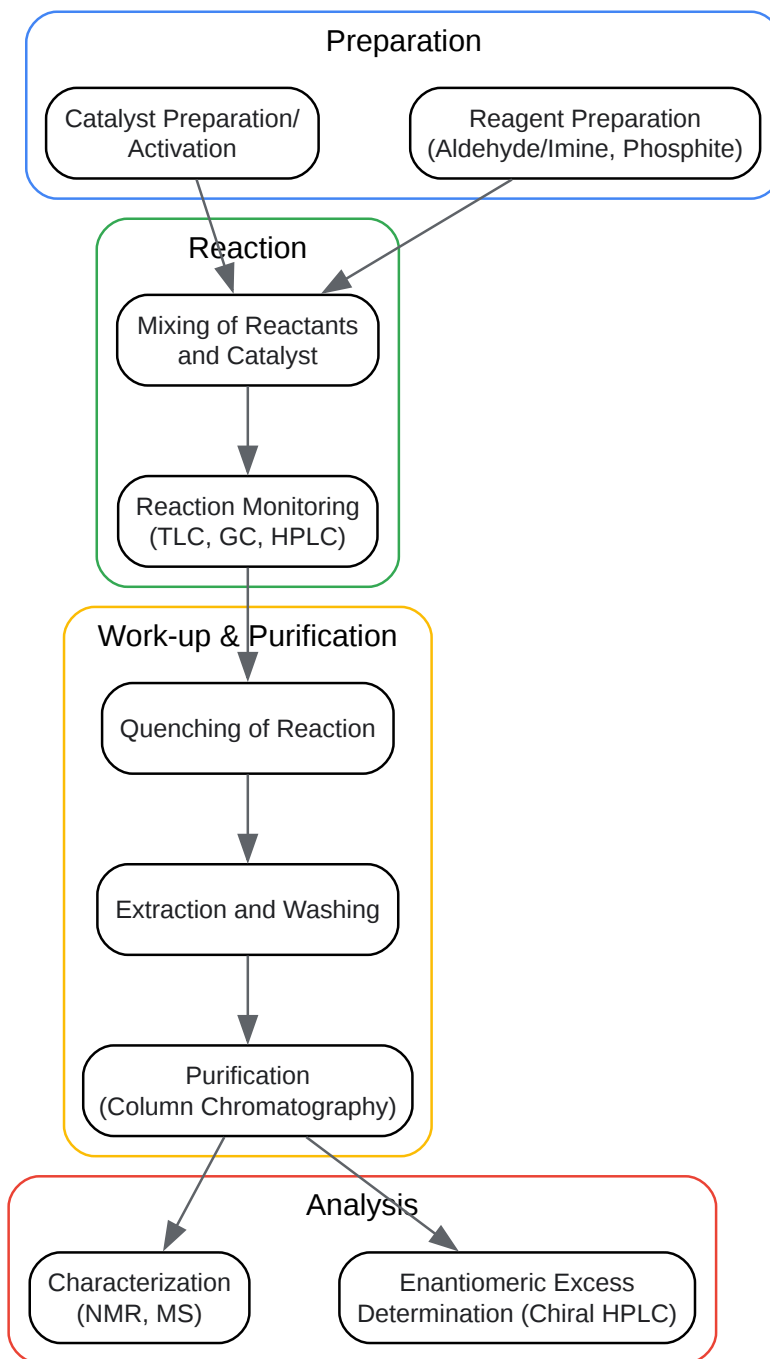 Preparation
Catalyst Preparation/
Activation
Reagent Preparation
(Aldehyde/Imine, Phosphite)
Reaction
Mixing of Reactants
and Catalyst
Reaction Monitoring
(TLC, GC, HPLC)
Work-up & Purification
Quenching of Reaction
Extraction and Washing
Purification
(Column Chromatography)
Analysis
Characterization
(NMR, MS)
Enantiomeric Excess
Determination (Chiral HPLC)